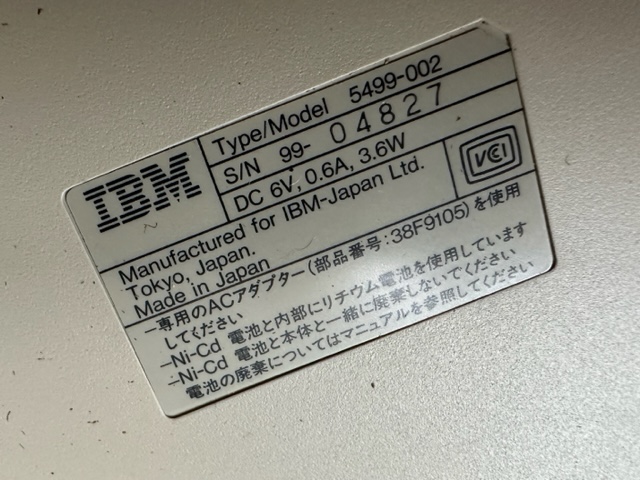 IBM
Type/Model 5499-002
S/N 99-04827
DC 6V, 0.6A, 3.6W
VCCI
Manufactured for IBM-Japan Ltd.
Tokyo, Japan.
Made in Japan
–専用のACアダプター(部品番号:38F9105)を使用
してください
–Ni-Cd 電池と内部にリチウム電池を使用しています
–Ni-Cd 電池と本体と一緒に廃棄しないでください
電池の廃棄についてはマニュアルを参照してください